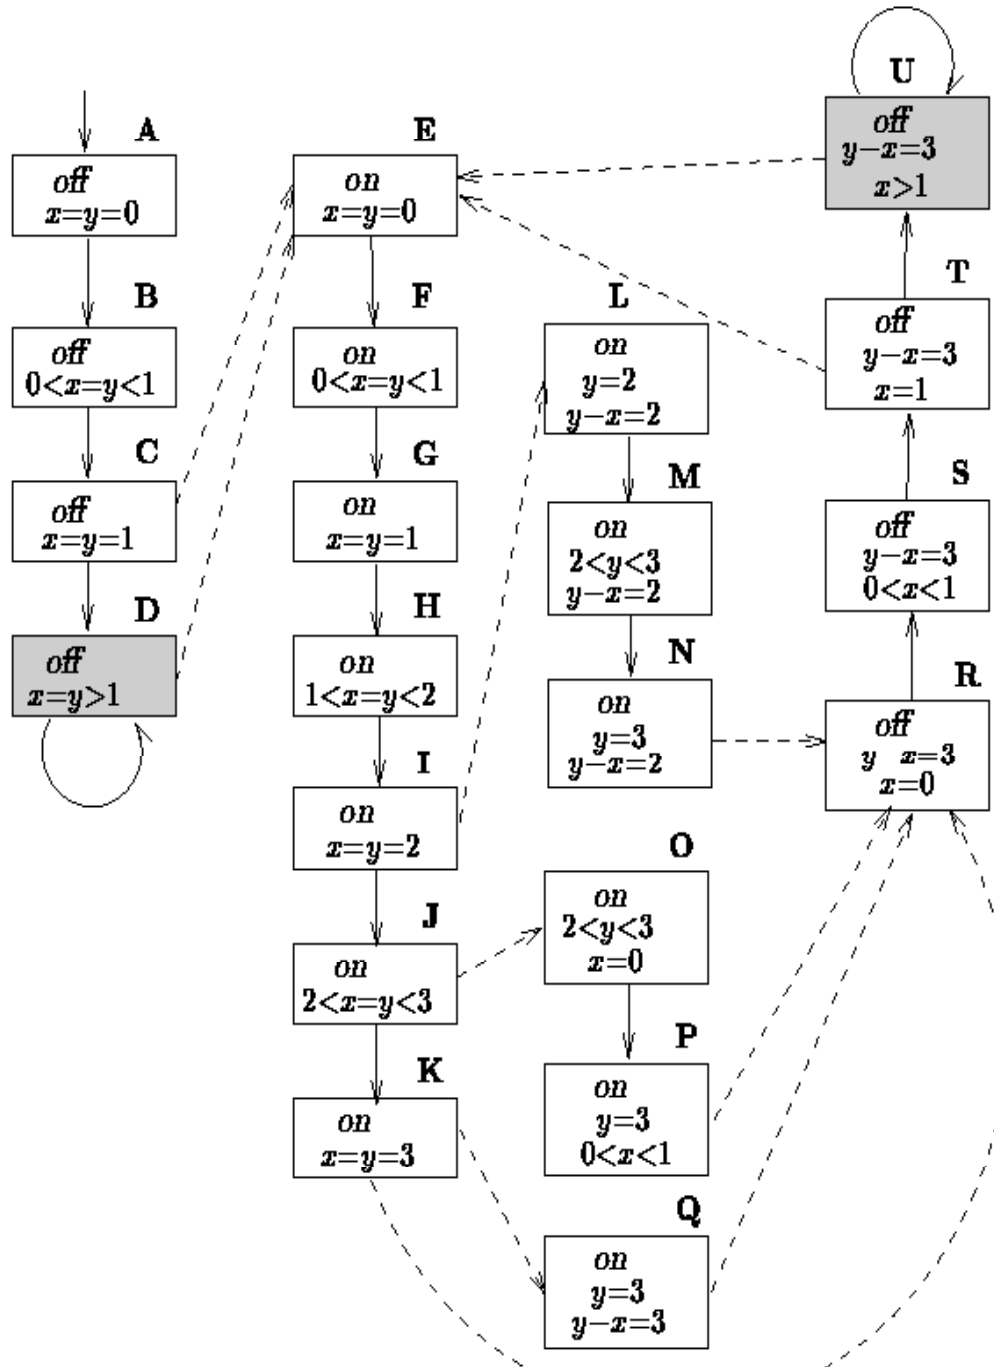 A
off
x=y=0
B
off
0<x=y<1
C
off
x=y=1
D
off
x=y>1
E
on
x=y=0
F
on
0<x=y<1
G
on
x=y=1
H
on
1<x=y<2
I
on
x=y=2
J
on
2<x=y<3
K
on
x=y=3
L
on
y=2
y−x=2
M
on
2<y<3
y−x=2
N
on
y=3
y−x=2
O
on
2<y<3
x=0
P
on
y=3
0<x<1
Q
on
y=3
y−x=3
U
off
y−x=3
x>1
T
off
y−x=3
x=1
S
off
y−x=3
0<x<1
R
off
y x=3
x=0